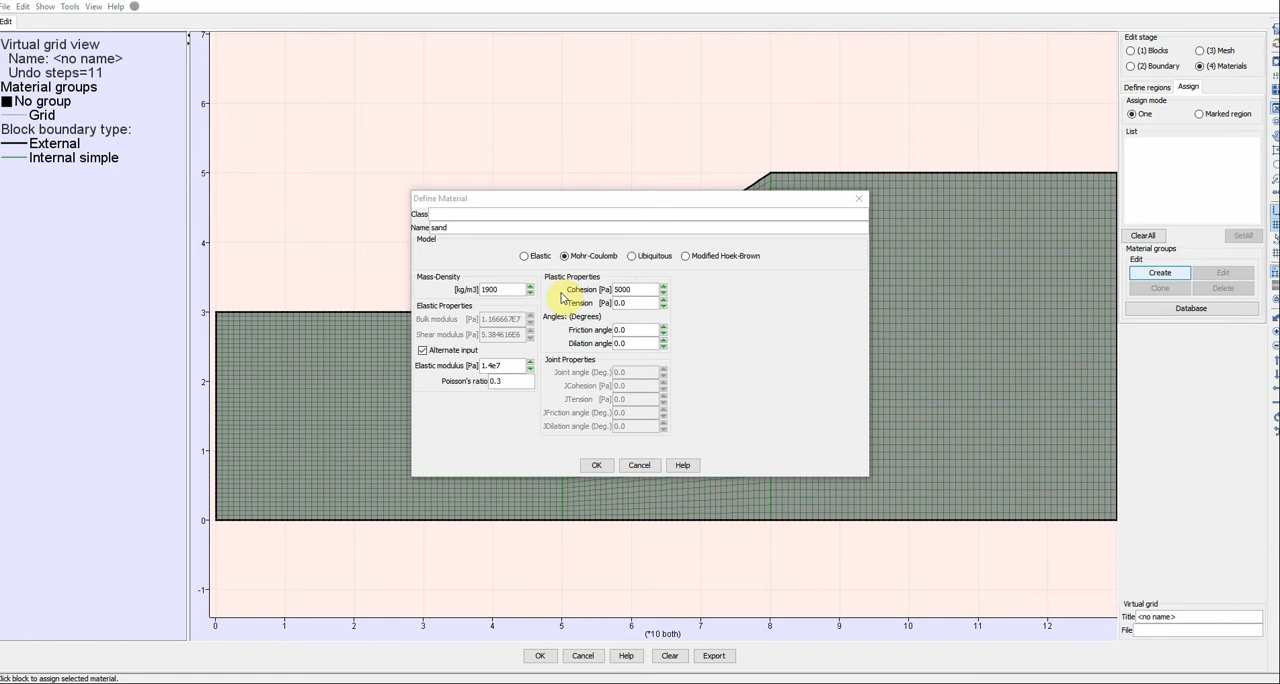 File Edit Show Tools View Help
Edit
Virtual grid view
Name: <no name>
Undo steps=11
Material groups
No group
Grid
Block boundary type:
External
Internal simple
7
6
5
4
3
2
1
0
-1
0 1 2 3 4 5 6 7 8 9 10 11 12
(*10 both)
Define Material
Class
Name sand
Model
Elastic Mohr-Coulomb Ubiquitous Modified Hoek-Brown
Mass-Density
[kg/m3] 1900
Elastic Properties
Bulk modulus [Pa] 1.166667E7
Shear modulus [Pa] 5.384616E6
Alternate input
Elastic modulus [Pa] 1.4e7
Poisson's ratio 0.3
Plastic Properties
Cohesion [Pa] 5000
Tension [Pa] 0.0
Angles: (Degrees)
Friction angle 0.0
Dilation angle 0.0
Joint Properties
Joint angle (Deg.) 0.0
JCohesion [Pa] 0.0
JTension [Pa] 0.0
JFriction angle (Deg.) 0.0
JDilation angle (Deg.) 0.0
OK Cancel Help
Edit stage
(1) Blocks (3) Mesh
(2) Boundary (4) Materials
Define regions Assign
Assign mode
One Marked region
List
ClearAll SetAll
Material groups
Edit
Create Edit
Clone Delete
Database
Virtual grid
Title <no name>
File
OK Cancel Help Clear Export
lick block to assign selected material.